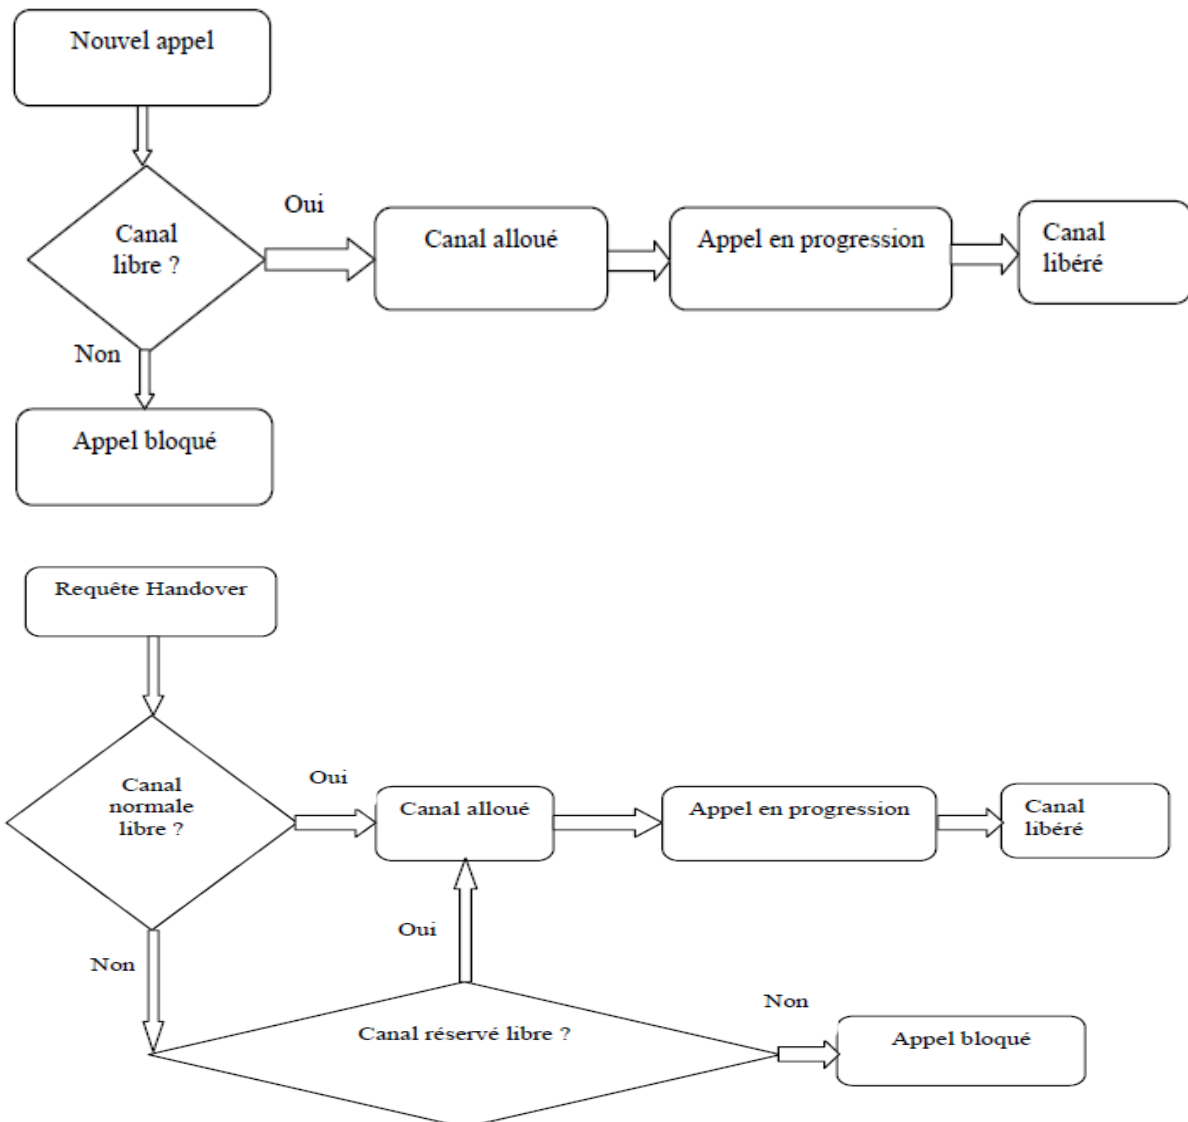 Nouvel appel
Canal
libre ?
Oui
Canal alloué
Appel en progression
Canal
libéré
Non
Appel bloqué
Requête Handover
Canal
normale
libre ?
Oui
Canal alloué
Appel en progression
Canal
libéré
Non
Oui
Canal réservé libre ?
Non
Appel bloqué